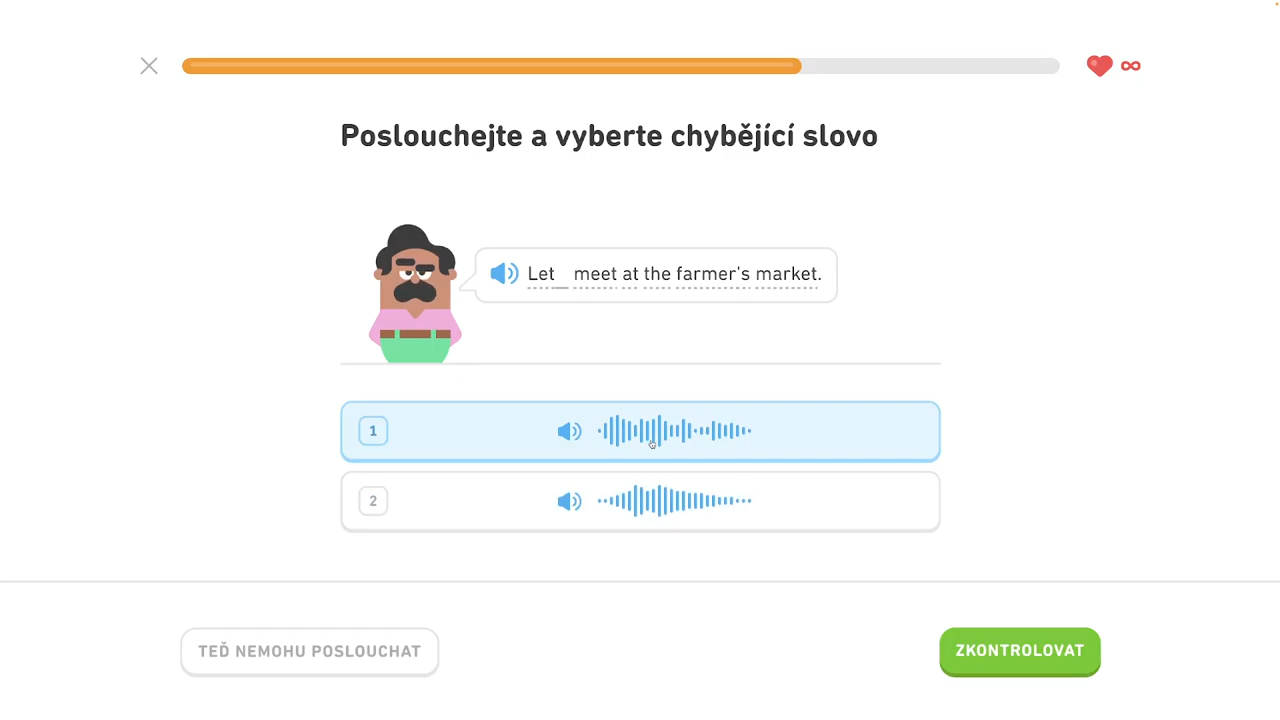 Poslouchejte a vyberte chybějící slovo
Let _ meet at the farmer's market.
1
2
TEĎ NEMOHU POSLOUCHAT
ZKONTROLOVAT